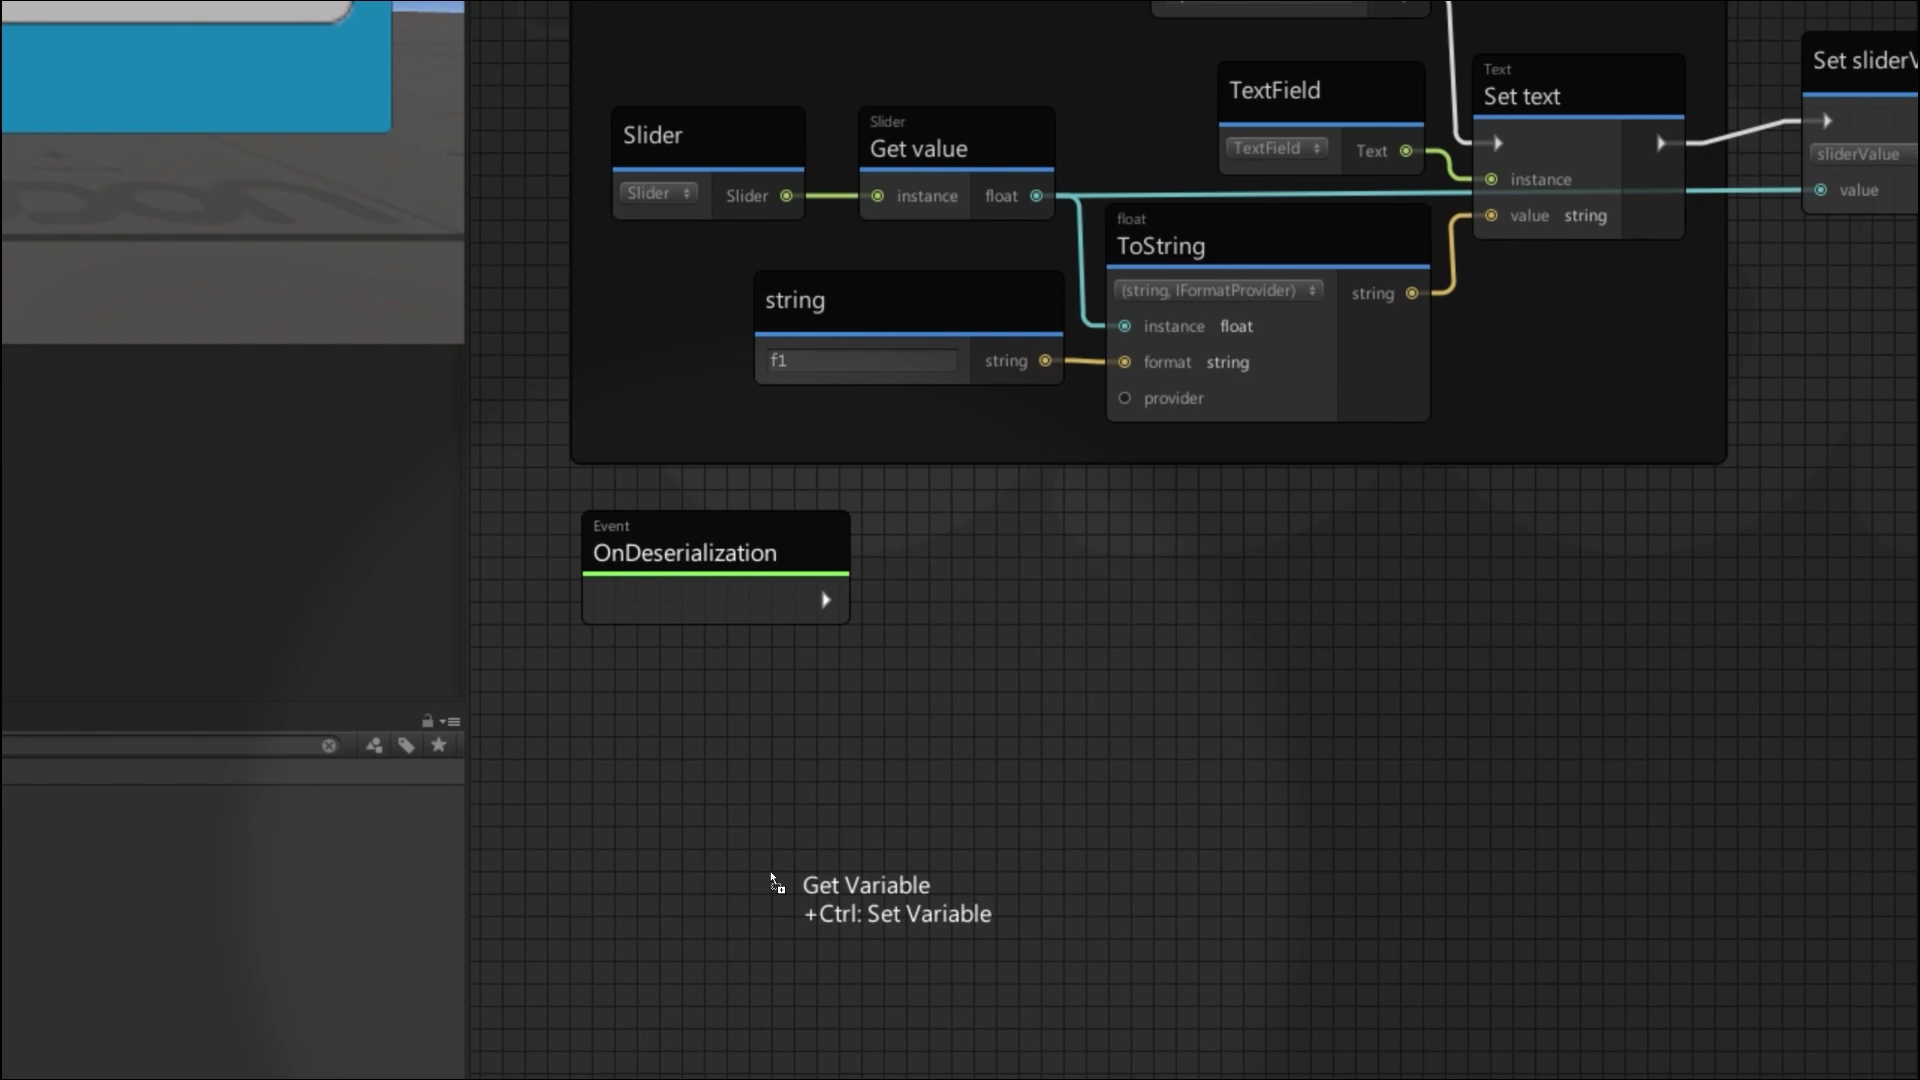 Slider
Slider
Slider
Slider
Get value
instance
float
string
f1
string
float
ToString
(string, IFormatProvider)
string
instance float
format string
provider
TextField
TextField
Text
Text
Set text
instance
value string
Set sliderV
sliderValue
value
Event
OnDeserialization
Get Variable
+Ctrl: Set Variable